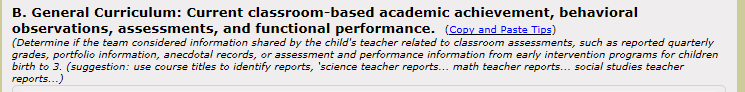 B. General Curriculum: Current classroom-based academic achievement, behavioral
observations, assessments, and functional performance. (Copy and Paste Tips)
(Determine if the team considered information shared by the child's teacher related to classroom assessments, such as reported quarterly
grades, portfolio information, anecdotal records, or assessment and performance information from early intervention programs for children
birth to 3. (suggestion: use course titles to identify reports, 'science teacher reports... math teacher reports... social studies teacher
reports...)